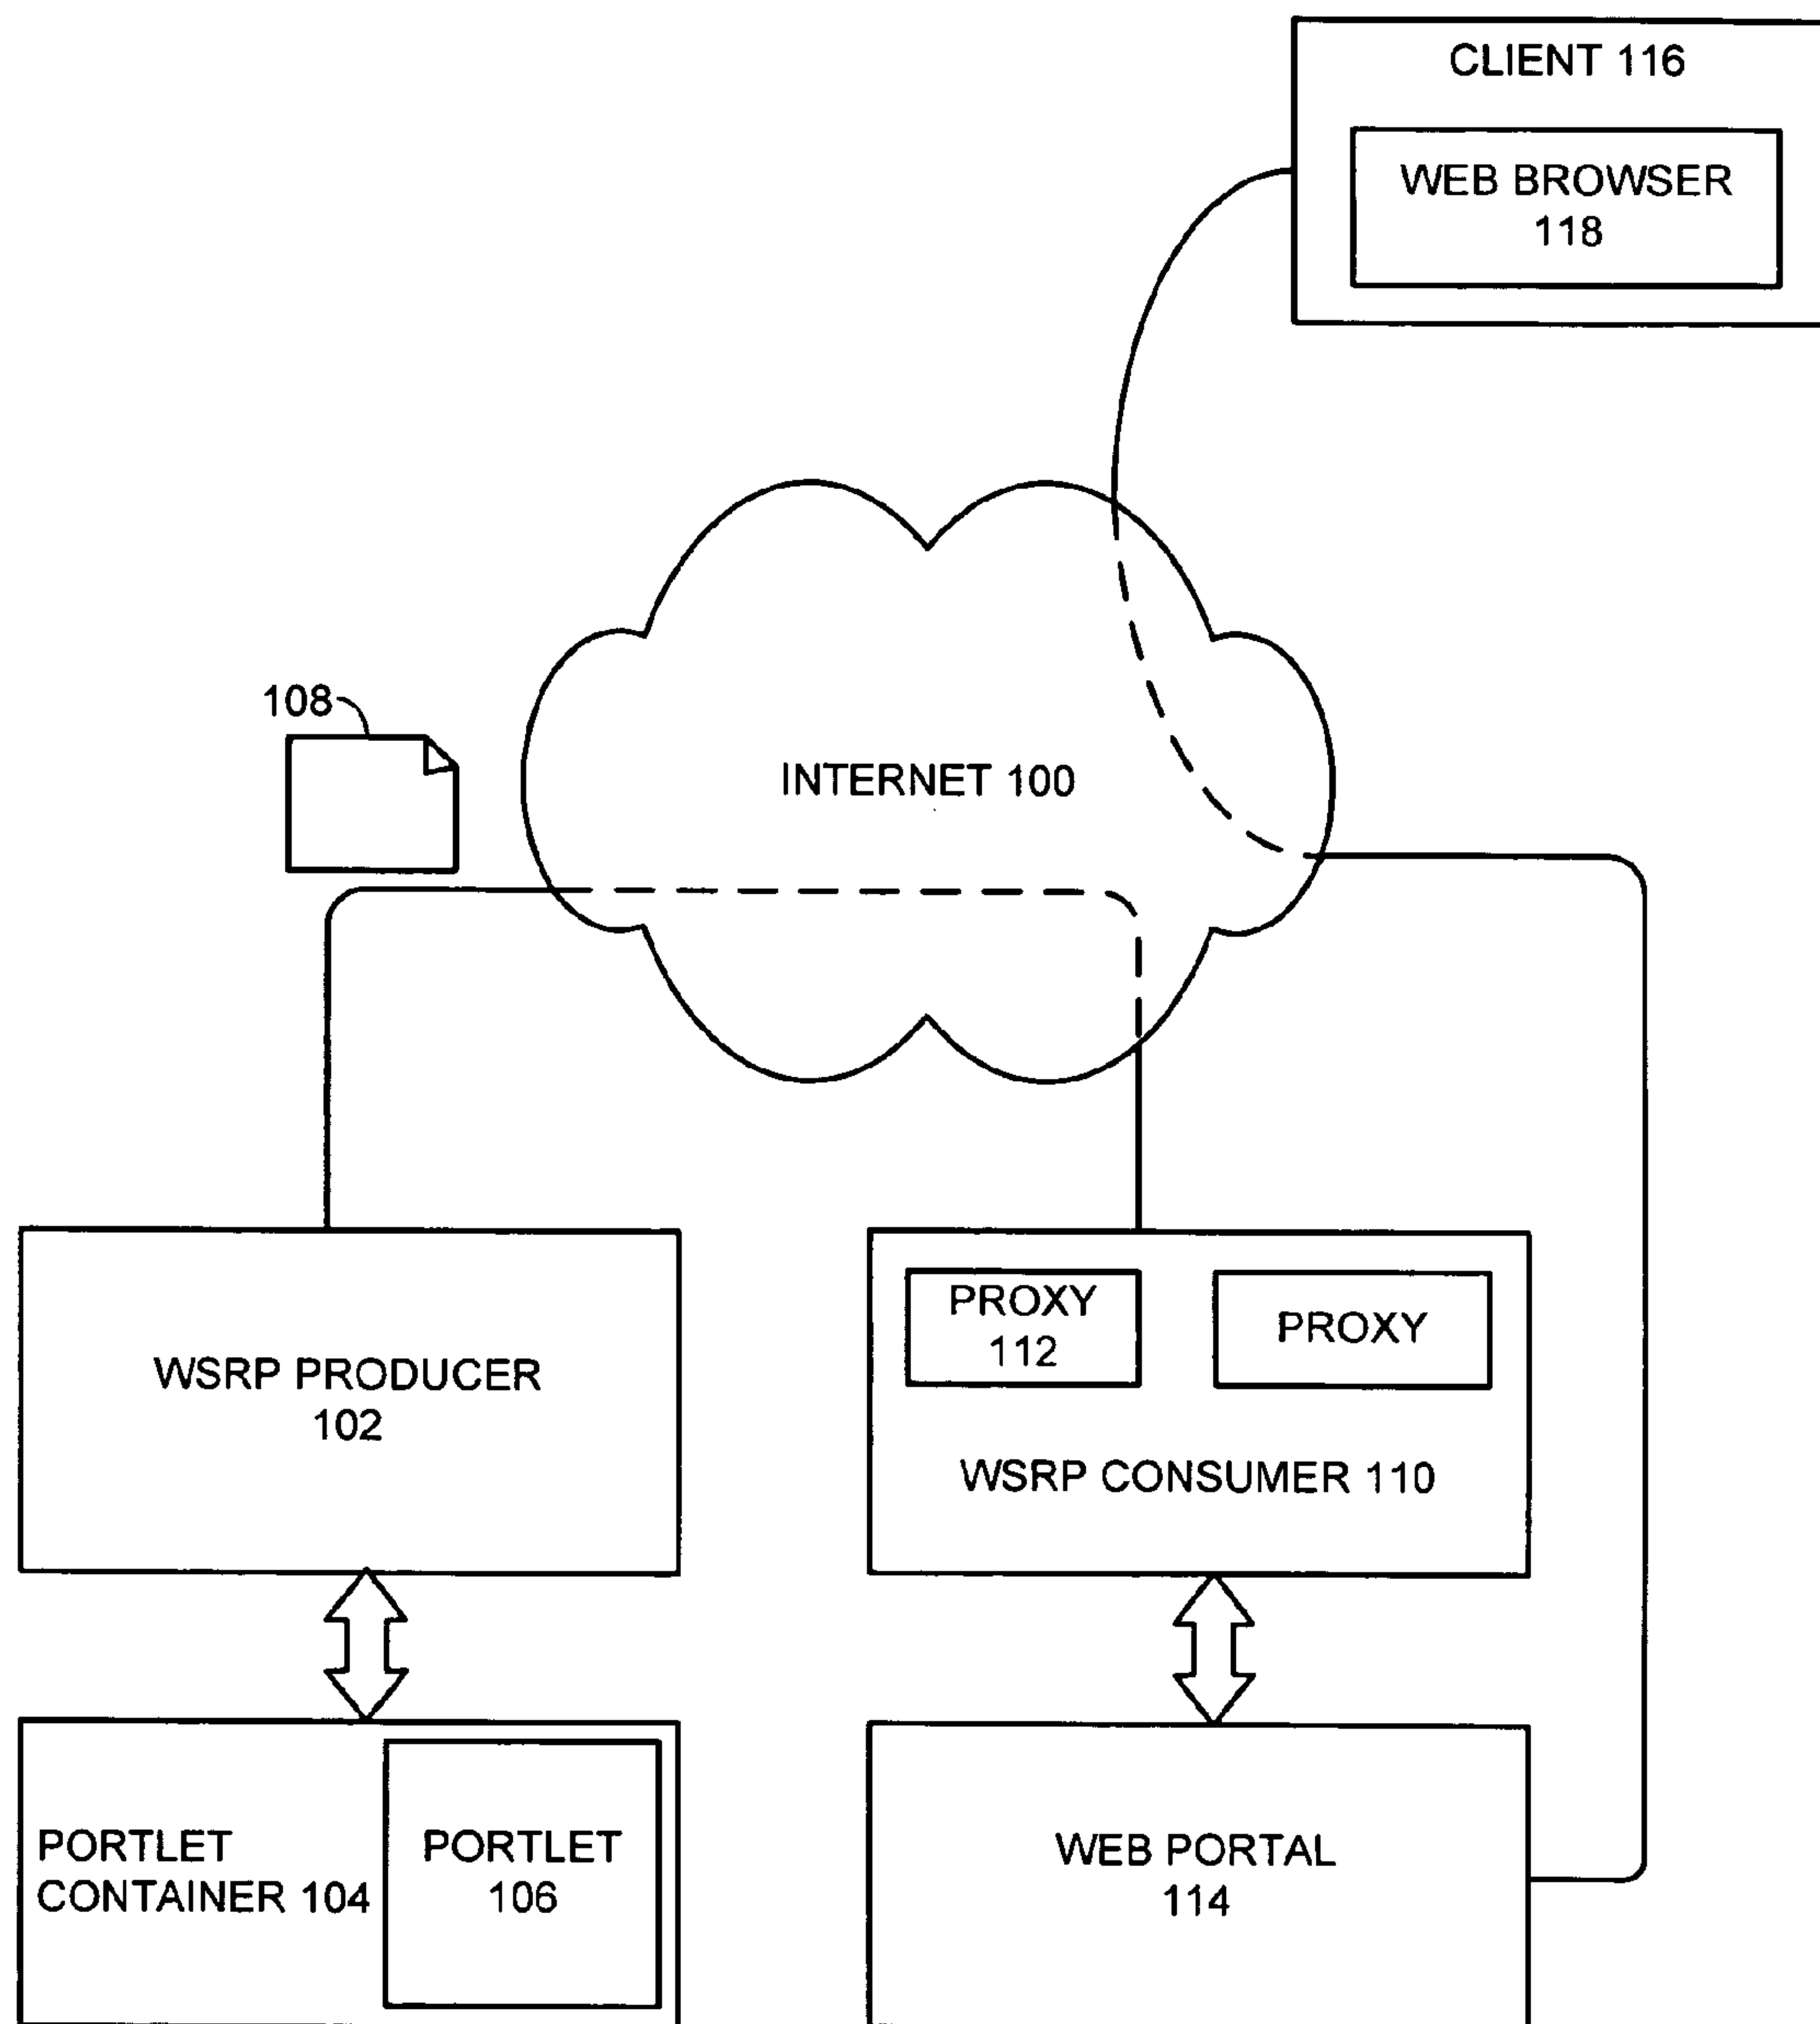 CLIENT 116
WEB BROWSER
118
108
INTERNET 100
WSRP PRODUCER
102
PROXY
112
PROXY
WSRP CONSUMER 110
PORTLET
CONTAINER 104
PORTLET
106
WEB PORTAL
114